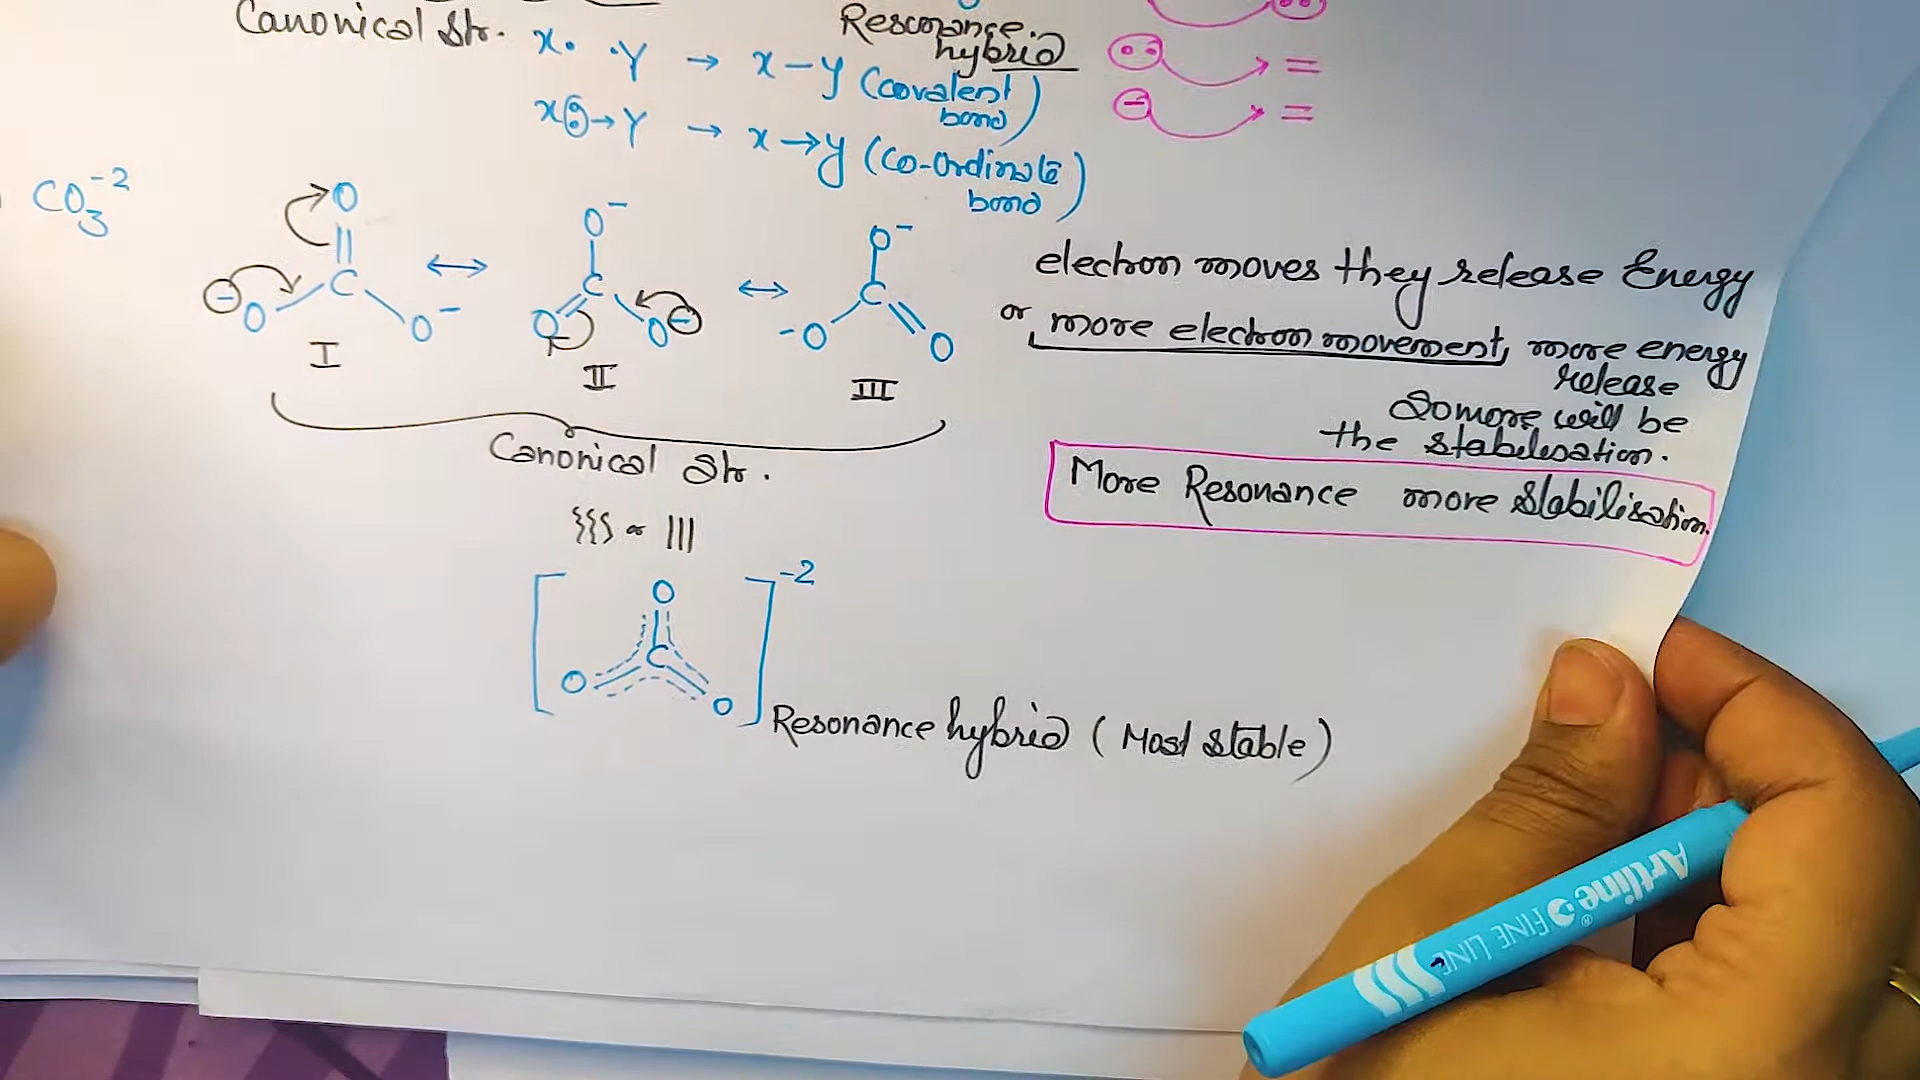 Canonical Str.
Resonance
hybrid
x· ·Y → x–y (covalent
bond)
x:→Y → x→y (Co-Ordinate
bond)
=
⊖ =
CO3-2
O
C
⊖ O O-
I
↔
O-
C
O O ⊖
II
↔
O-
C
-O O
III
Canonical Str.
electron moves they release Energy
or, more electron movement, more energy
release
So more will be
the stabilesation.
More Resonance more Stabilisation.
or |||
[ O C O O ]-2
Resonance hybrid (Most stable)
Artline
FINE LINE